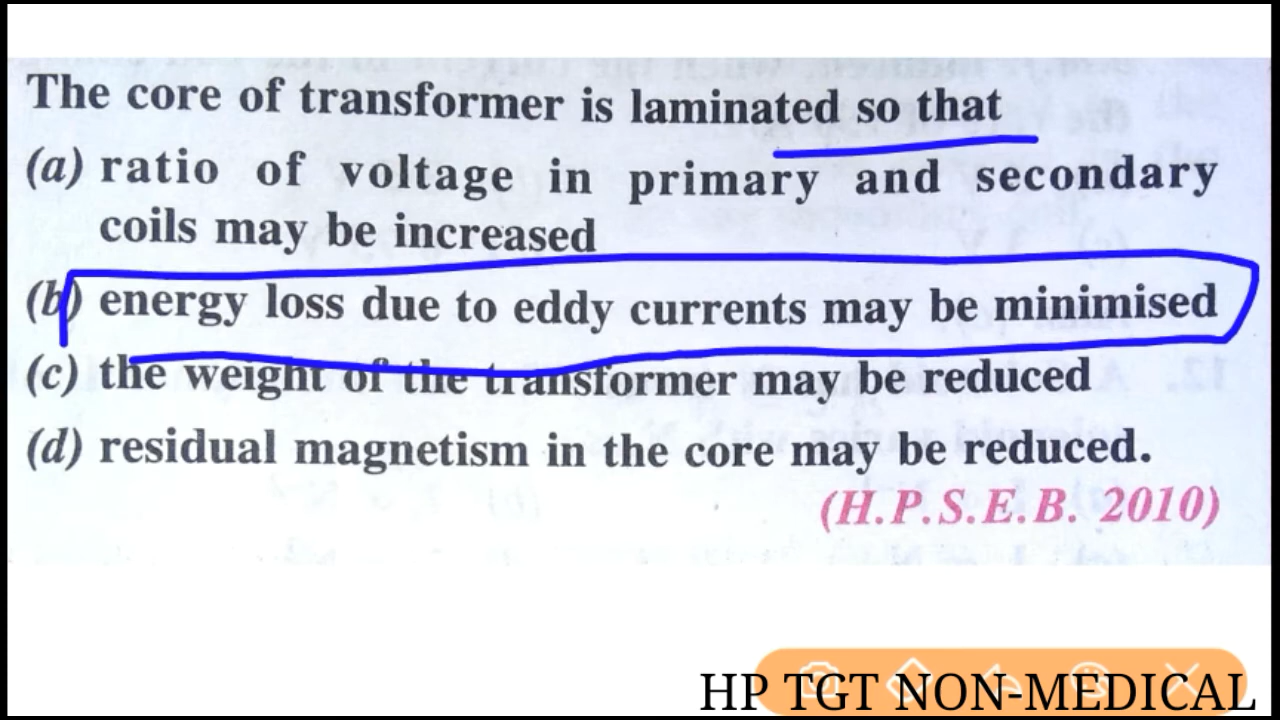 The core of transformer is laminated so that
(a) ratio of voltage in primary and secondary
coils may be increased
(b) energy loss due to eddy currents may be minimised
(c) the weight of the transformer may be reduced
(d) residual magnetism in the core may be reduced.
(H.P.S.E.B. 2010)
HP TGT NON-MEDICAL